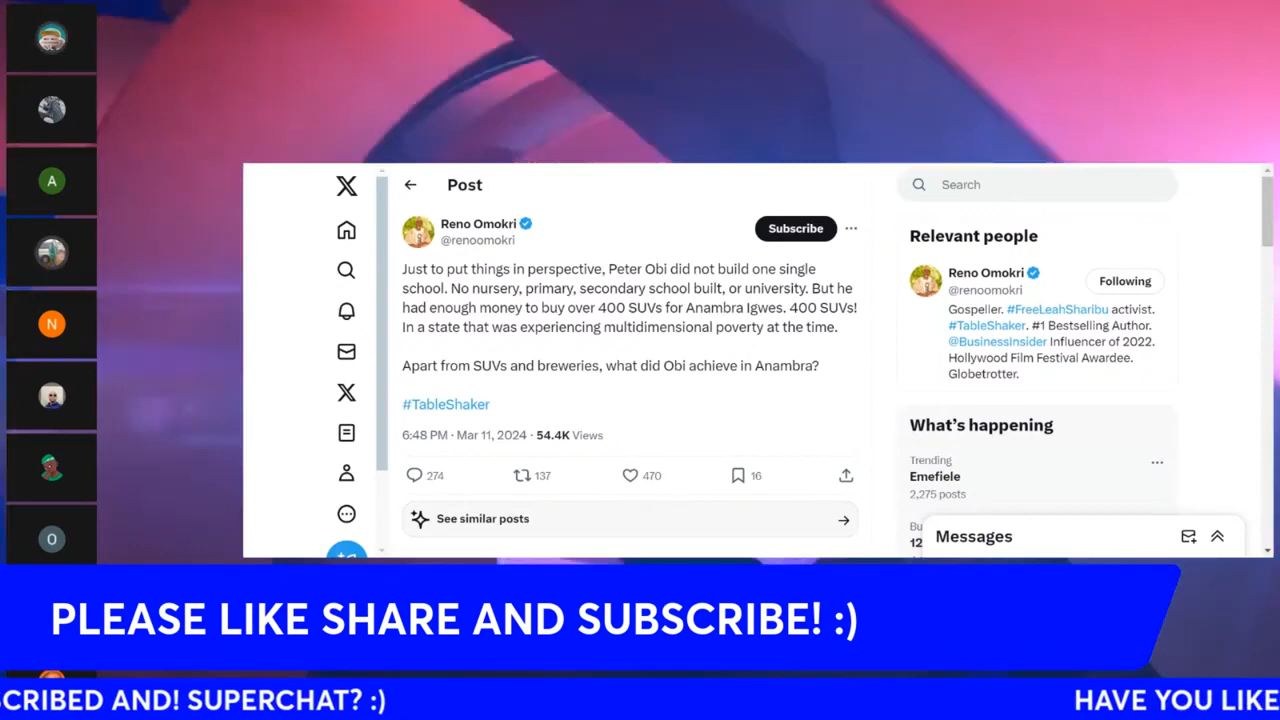 A
N
O
Post
Reno Omokri
@renoomokri
Subscribe
Just to put things in perspective, Peter Obi did not build one single
school. No nursery, primary, secondary school built, or university. But he
had enough money to buy over 400 SUVs for Anambra Igwes. 400 SUVs!
In a state that was experiencing multidimensional poverty at the time.
Apart from SUVs and breweries, what did Obi achieve in Anambra?
#TableShaker
6:48 PM · Mar 11, 2024 · 54.4K Views
274 137 470 16
See similar posts
Search
Relevant people
Reno Omokri
@renoomokri
Following
Gospeller. #FreeLeahSharibu activist.
#TableShaker. #1 Bestselling Author.
@BusinessInsider Influencer of 2022.
Hollywood Film Festival Awardee.
Globetrotter.
What's happening
Trending
Emefiele
2,275 posts
Bu
12
Messages
PLEASE LIKE SHARE AND SUBSCRIBE! :)
SCRIBED AND! SUPERCHAT? :)
HAVE YOU LIKE